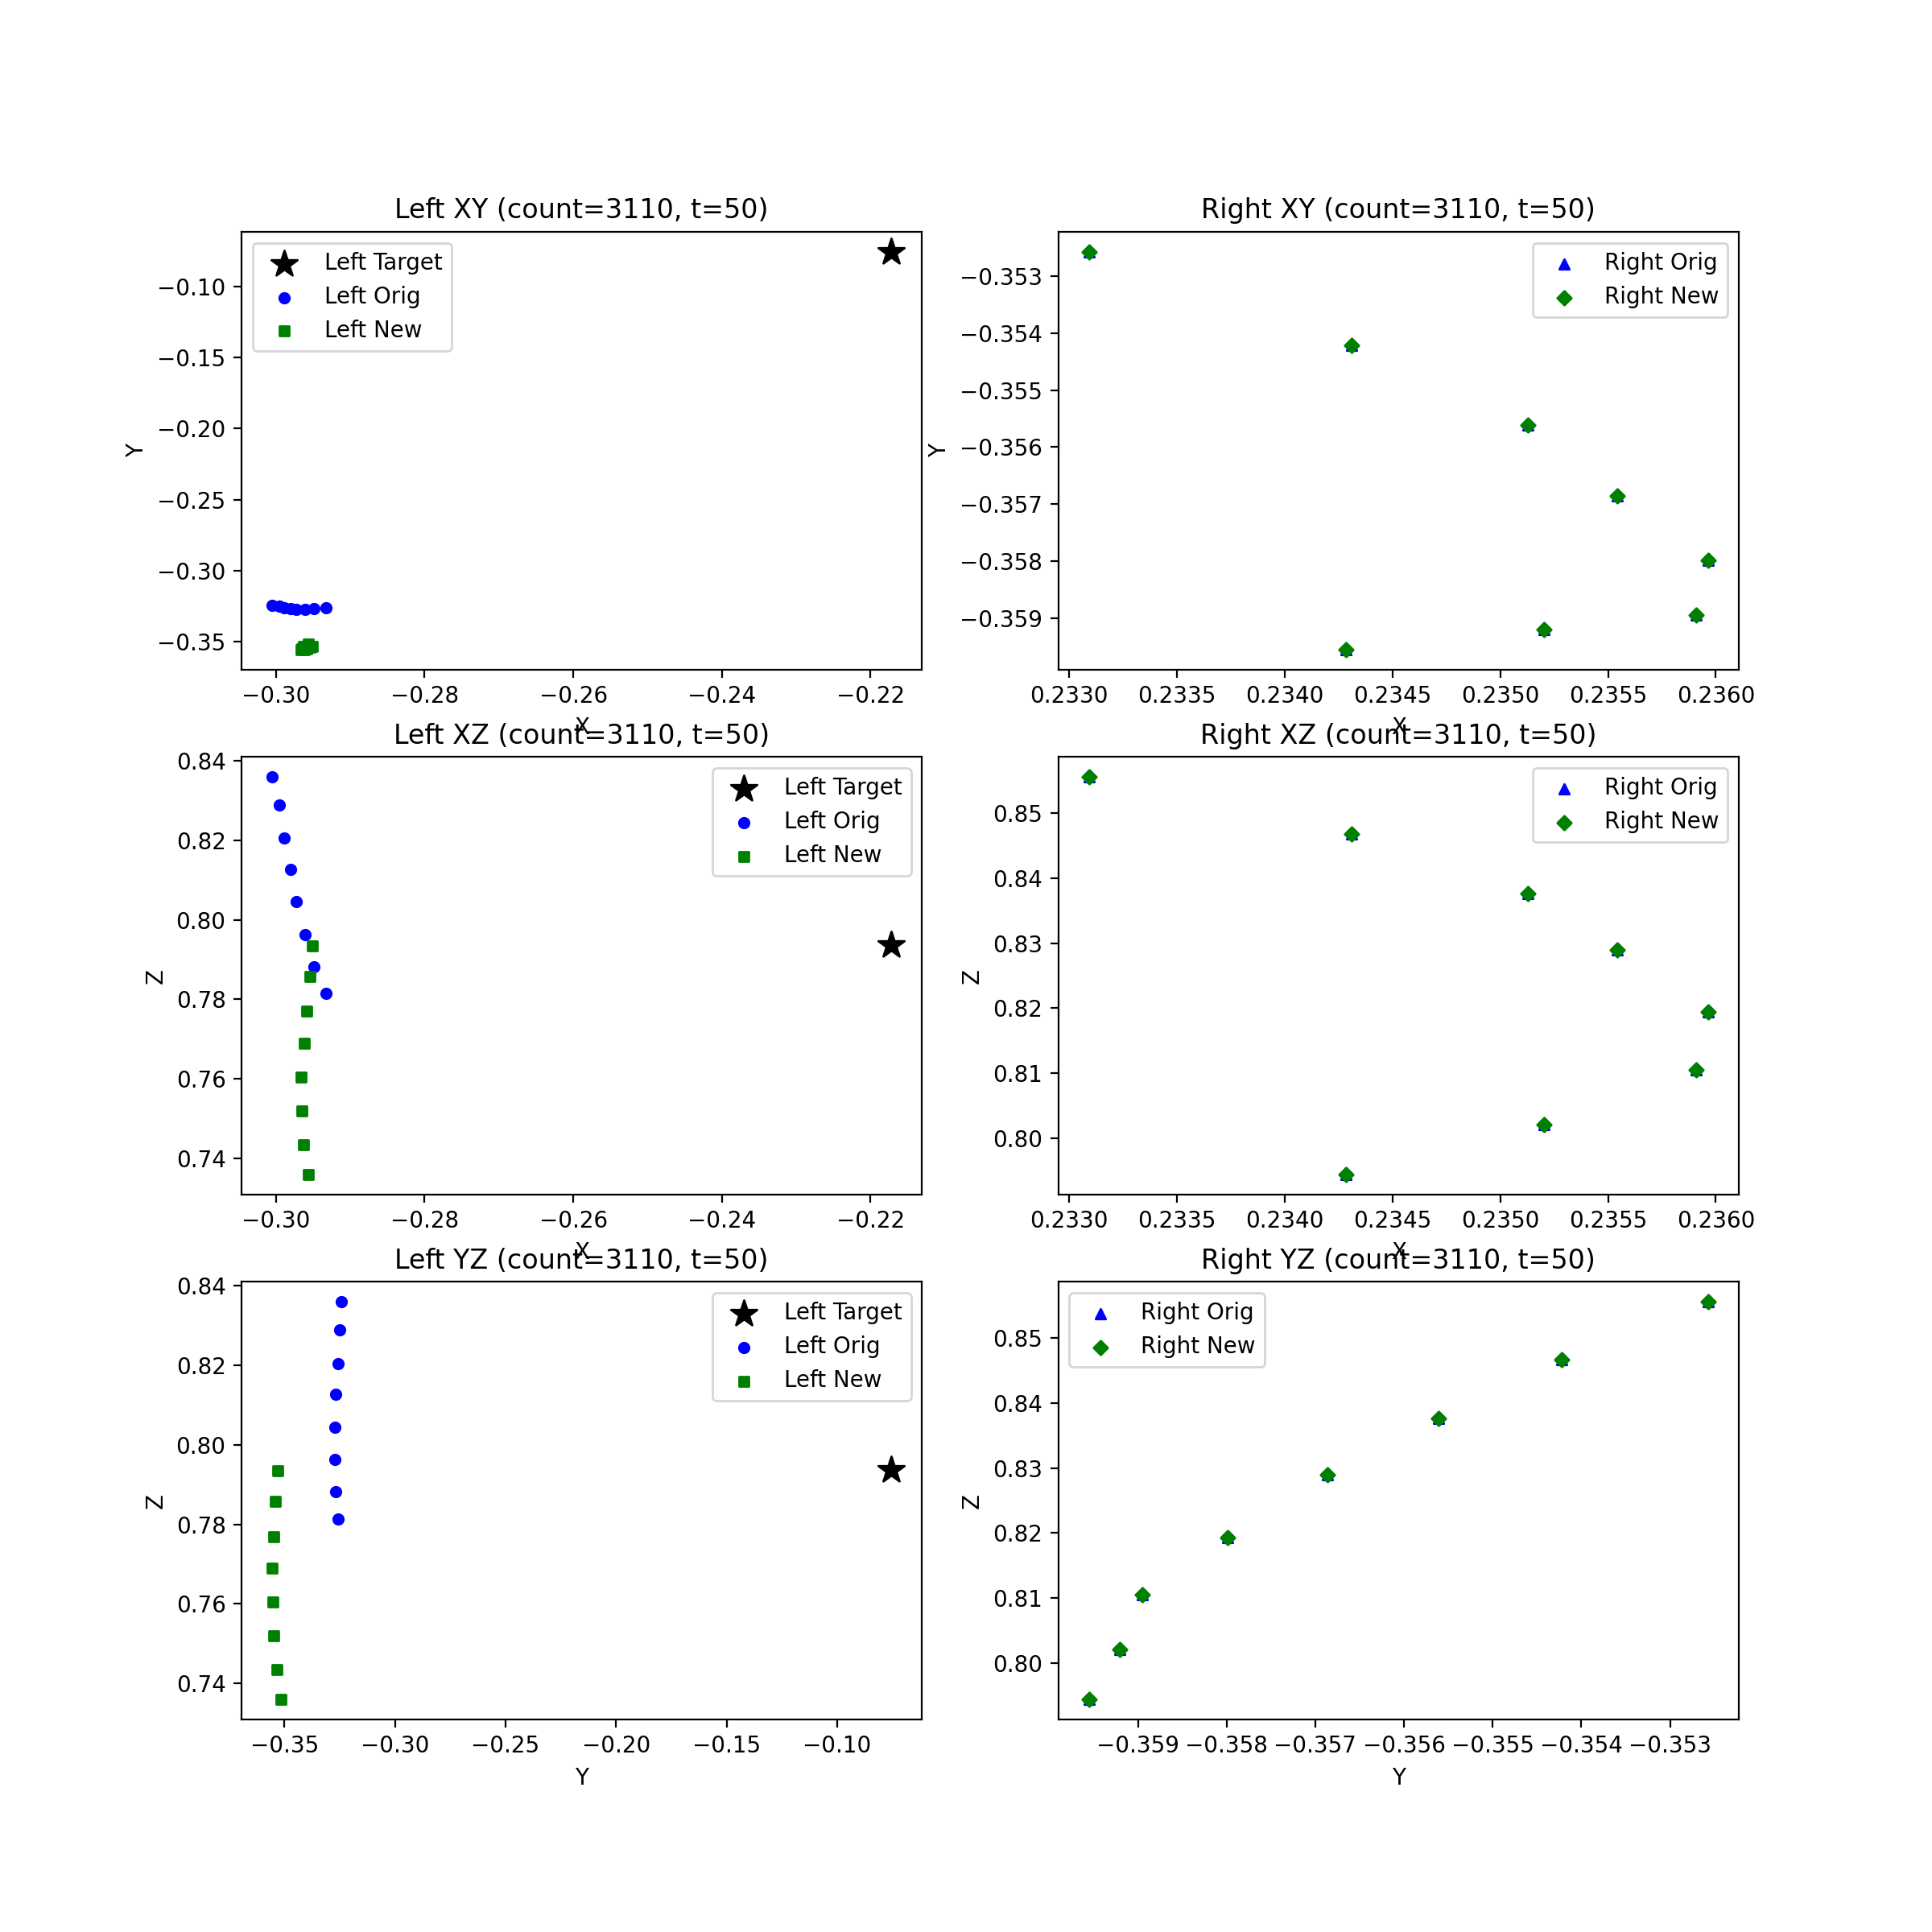 Left XY (count=3110, t=50)
Left Target
Left Orig
Left New
Y
−0.10
−0.15
−0.20
−0.25
−0.30
−0.35
−0.30
−0.28
−0.26
−0.24
−0.22
X
Right XY (count=3110, t=50)
Right Orig
Right New
Y
−0.353
−0.354
−0.355
−0.356
−0.357
−0.358
−0.359
0.2330
0.2335
0.2340
0.2345
0.2350
0.2355
0.2360
X
Left XZ (count=3110, t=50)
Left Target
Left Orig
Left New
Z
0.84
0.82
0.80
0.78
0.76
0.74
−0.30
−0.28
−0.26
−0.24
−0.22
X
Right XZ (count=3110, t=50)
Right Orig
Right New
Z
0.85
0.84
0.83
0.82
0.81
0.80
0.2330
0.2335
0.2340
0.2345
0.2350
0.2355
0.2360
X
Left YZ (count=3110, t=50)
Left Target
Left Orig
Left New
Z
0.84
0.82
0.80
0.78
0.76
0.74
−0.35
−0.30
−0.25
−0.20
−0.15
−0.10
Y
Right YZ (count=3110, t=50)
Right Orig
Right New
Z
0.85
0.84
0.83
0.82
0.81
0.80
−0.359
−0.358
−0.357
−0.356
−0.355
−0.354
−0.353
Y